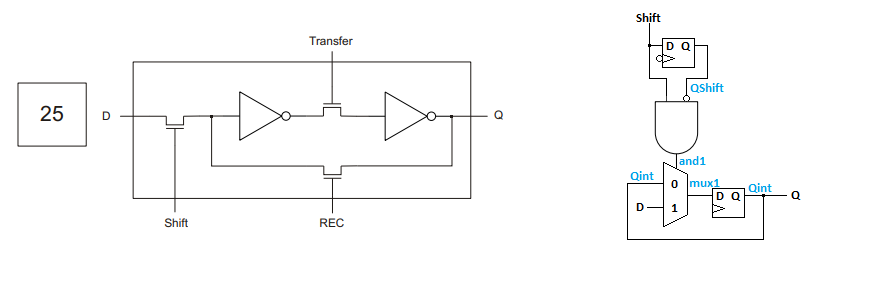 25
Transfer
D
Q
Shift
REC
Shift
D Q
QShift
and1
Qint
0
mux1
D
1
D Q
Qint
Q